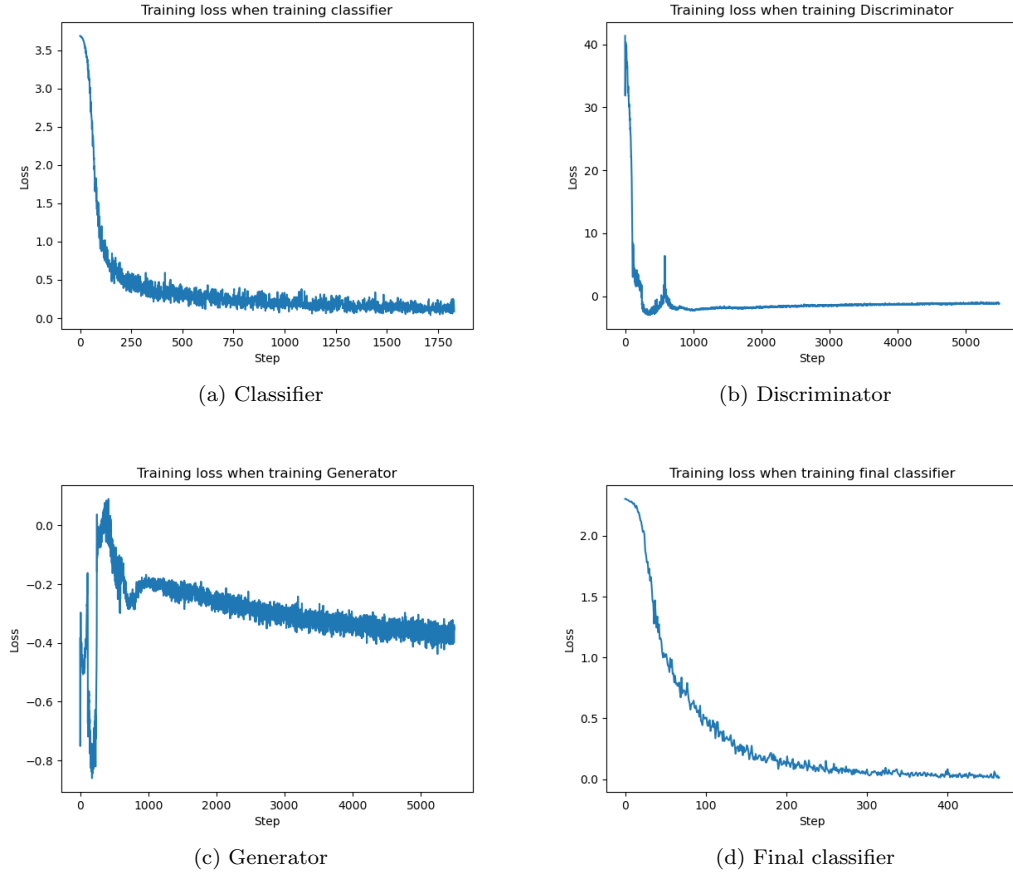 Training loss when training classifier
3.5
3.0
2.5
2.0
1.5
1.0
0.5
0.0
Loss
0 250 500 750 1000 1250 1500 1750
Step
(a) Classifier
Training loss when training Discriminator
40
30
20
10
0
Loss
0 1000 2000 3000 4000 5000
Step
(b) Discriminator
Training loss when training Generator
0.0
−0.2
−0.4
−0.6
−0.8
Loss
0 1000 2000 3000 4000 5000
Step
(c) Generator
Training loss when training final classifier
2.0
1.5
1.0
0.5
0.0
Loss
0 100 200 300 400
Step
(d) Final classifier